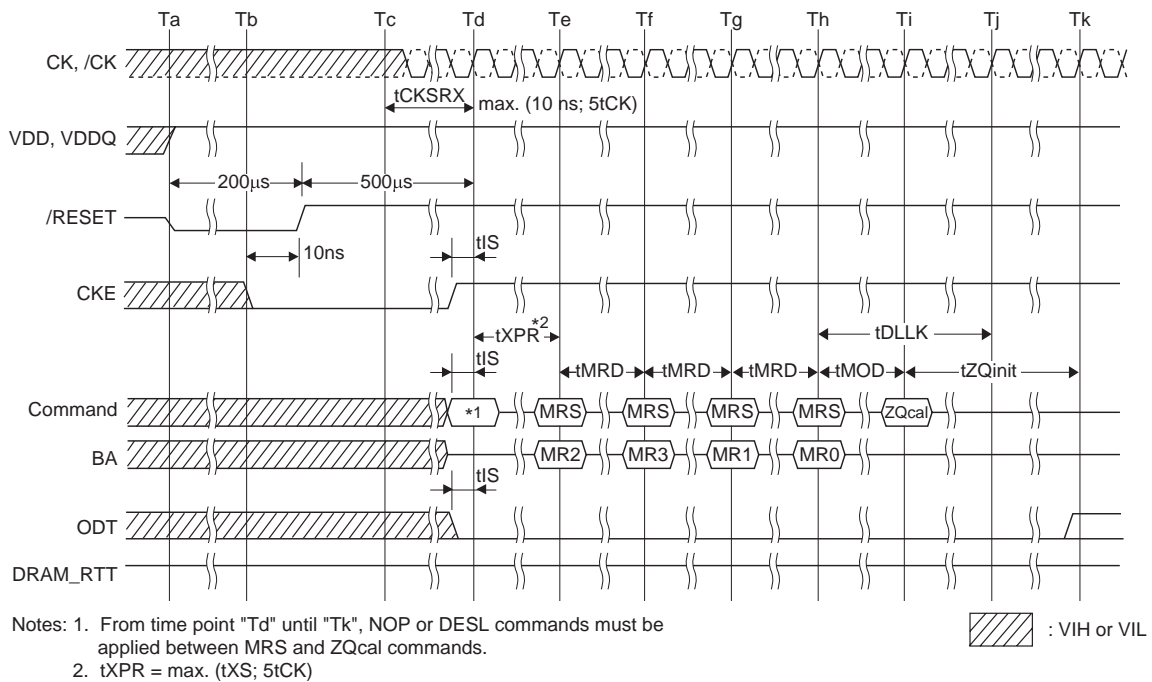 Ta Tb Tc Td Te Tf Tg Th Ti Tj Tk
CK, /CK
tCKSRX max. (10 ns; 5tCK)
VDD, VDDQ
200μs 500μs
/RESET
tIS
10ns
CKE
tXPR*2 tDLLK
tIS
tMRD tMRD tMRD tMOD tZQinit
Command *1 MRS MRS MRS MRS ZQcal
BA MR2 MR3 MR1 MR0
tIS
ODT
DRAM_RTT
Notes: 1. From time point "Td" until "Tk", NOP or DESL commands must be
applied between MRS and ZQcal commands.
2. tXPR = max. (tXS; 5tCK)
: VIH or VIL